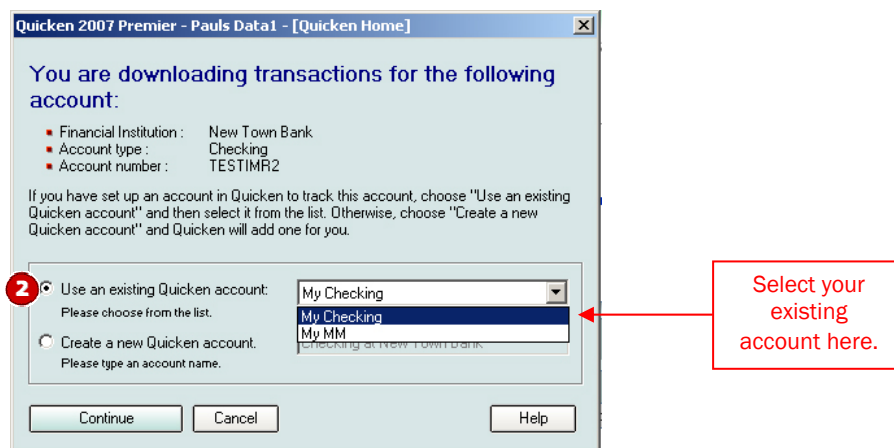 Quicken 2007 Premier - Pauls Data1 - [Quicken Home]
You are downloading transactions for the following
account:
Financial Institution : New Town Bank
Account type : Checking
Account number : TESTIMR2
If you have set up an account in Quicken to track this account, choose "Use an existing
Quicken account" and then select it from the list. Otherwise, choose "Create a new
Quicken account" and Quicken will add one for you.
2 Use an existing Quicken account: My Checking
Please choose from the list. My Checking
My MM
Create a new Quicken account. Checking at New Town Bank
Please type an account name.
Continue Cancel Help
Select your
existing
account here.